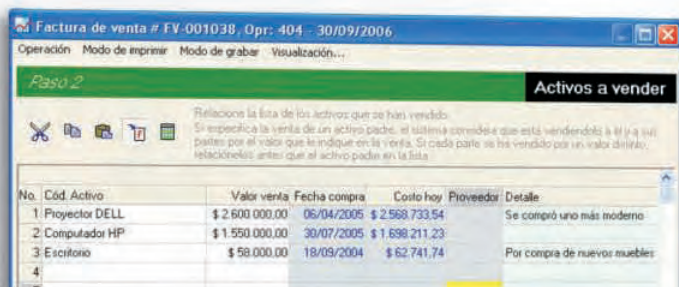 Factura de venta # FV-001038, Opr: 404 - 30/09/2006
Operación Modo de imprimir Modo de grabar Visualización...
Paso 2
Activos a vender
Relacione la lista de los activos que se han vendido.
Si especifica la venta de un activo padre, el sistema considera que está vendiéndolo a él y a sus
partes por el valor que le indique en la venta. Si cada parte se ha vendido por un valor distinto,
relaciónelos antes que el activo padre en la lista.
No. Cód. Activo Valor venta Fecha compra Costo hoy Proveedor Detalle
1 Proyector DELL $ 2.600.000,00 06/04/2005 $ 2.568.733,54 Se compró uno más moderno
2 Computador HP $ 1.550.000,00 30/07/2005 $ 1.698.211,23
3 Escritorio $ 58.000,00 18/09/2004 $ 62.741,74 Por compra de nuevos muebles
4